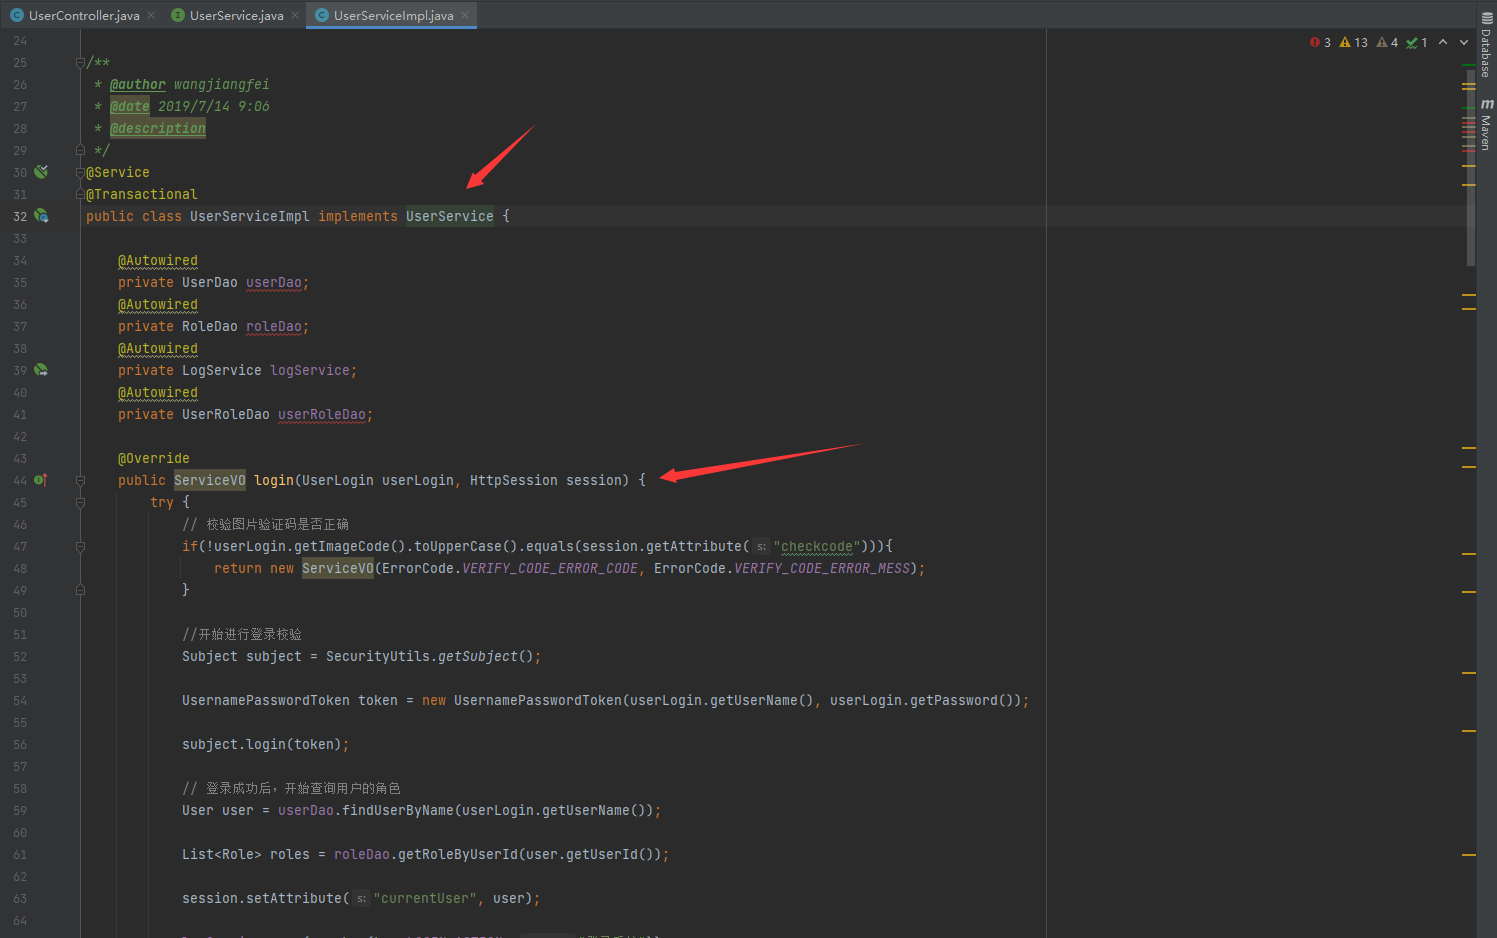 UserController.java UserService.java UserServiceImpl.java
3 13 4 1
Database
Maven
24
25 /**
26 * @author wangjiangfei
27 * @date 2019/7/14 9:06
28 * @description
29 */
30 @Service
31 @Transactional
32 public class UserServiceImpl implements UserService {
33
34 @Autowired
35 private UserDao userDao;
36 @Autowired
37 private RoleDao roleDao;
38 @Autowired
39 private LogService logService;
40 @Autowired
41 private UserRoleDao userRoleDao;
42
43 @Override
44 public ServiceVO login(UserLogin userLogin, HttpSession session) {
45 try {
46 // 校验图片验证码是否正确
47 if(!userLogin.getImageCode().toUpperCase().equals(session.getAttribute( s: "checkcode"))){
48 return new ServiceVO(ErrorCode.VERIFY_CODE_ERROR_CODE, ErrorCode.VERIFY_CODE_ERROR_MESS);
49 }
50
51 //开始进行登录校验
52 Subject subject = SecurityUtils.getSubject();
53
54 UsernamePasswordToken token = new UsernamePasswordToken(userLogin.getUserName(), userLogin.getPassword());
55
56 subject.login(token);
57
58 // 登录成功后，开始查询用户的角色
59 User user = userDao.findUserByName(userLogin.getUserName());
60
61 List<Role> roles = roleDao.getRoleByUserId(user.getUserId());
62
63 session.setAttribute( s: "currentUser", user);
64